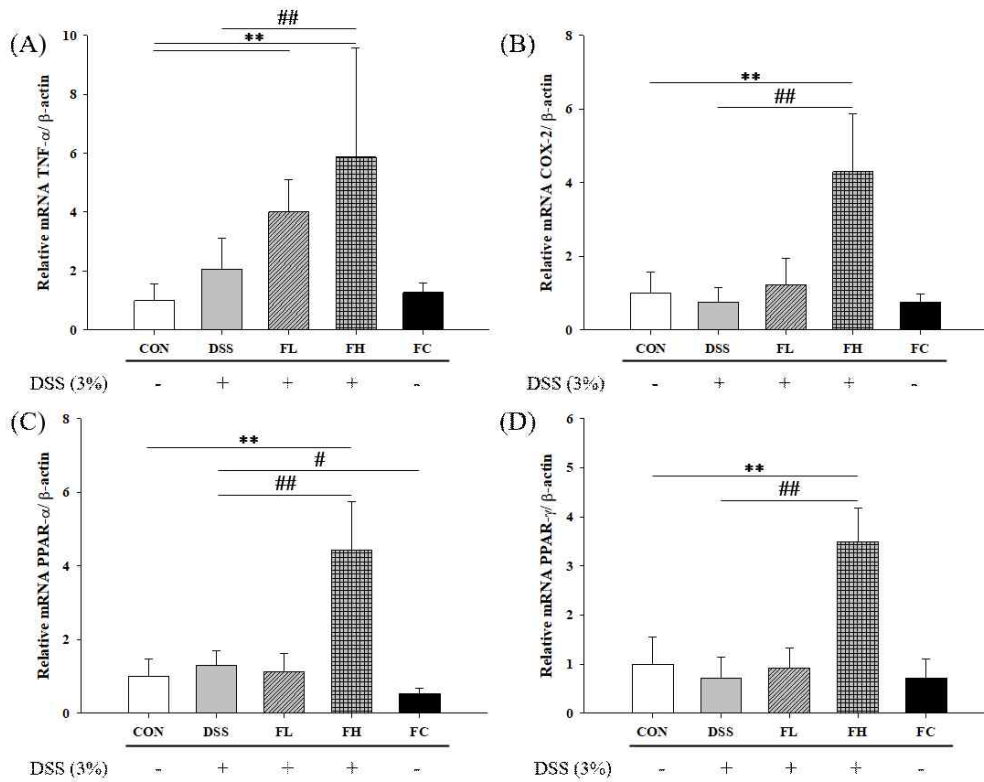 (A)
##
**
Relative mRNA TNF-α/ β-actin
10
8
6
4
2
0
CON DSS FL FH FC
DSS (3%) - + + + -
(B)
**
##
Relative mRNA COX-2/ β-actin
8
6
4
2
0
CON DSS FL FH FC
DSS (3%) - + + + -
(C)
**
#
##
Relative mRNA PPAR-α/ β-actin
8
6
4
2
0
CON DSS FL FH FC
DSS (3%) - + + + -
(D)
**
##
Relative mRNA PPAR-γ/ β-actin
6
5
4
3
2
1
0
CON DSS FL FH FC
DSS (3%) - + + + -